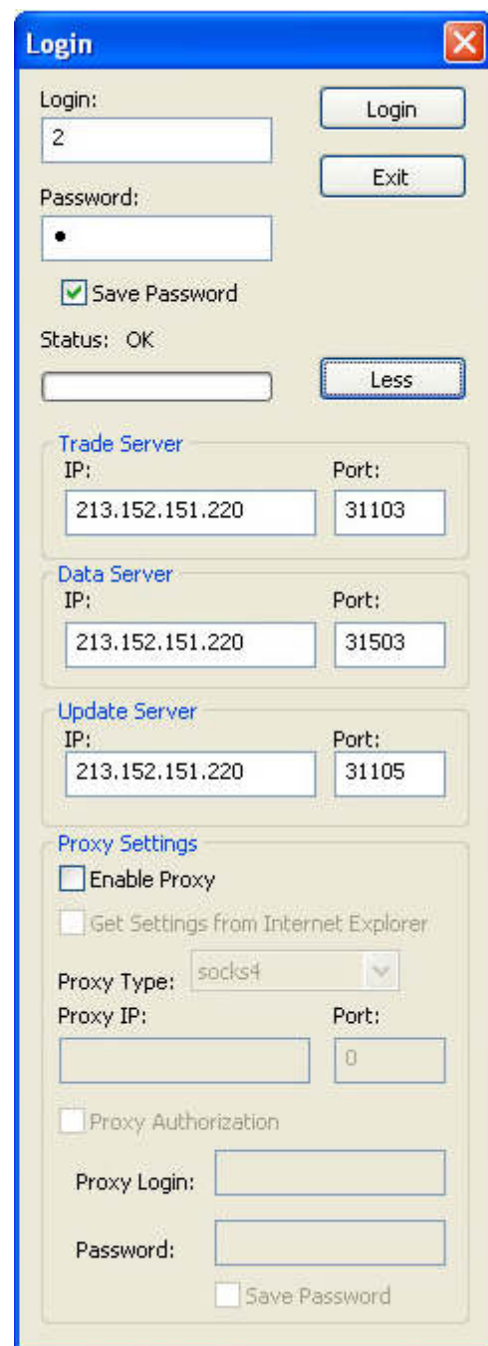 Login
Login:
Login
2
Exit
Password:
●
Save Password
Status: OK
Less
Trade Server
IP: Port:
213.152.151.220 31103
Data Server
IP: Port:
213.152.151.220 31503
Update Server
IP: Port:
213.152.151.220 31105
Proxy Settings
Enable Proxy
Get Settings from Internet Explorer
Proxy Type: socks4
Proxy IP: Port:
0
Proxy Authorization
Proxy Login:
Password:
Save Password